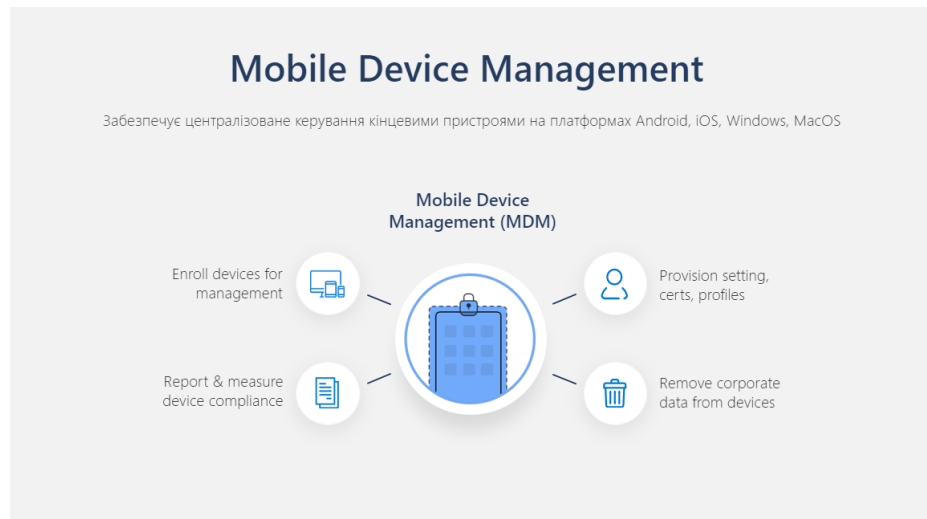 Mobile Device Management
Забезпечує централізоване керування кінцевими пристроями на платформах Android, iOS, Windows, MacOS
Mobile Device
Management (MDM)
Enroll devices for
management
Provision setting,
certs, profiles
Report & measure
device compliance
Remove corporate
data from devices